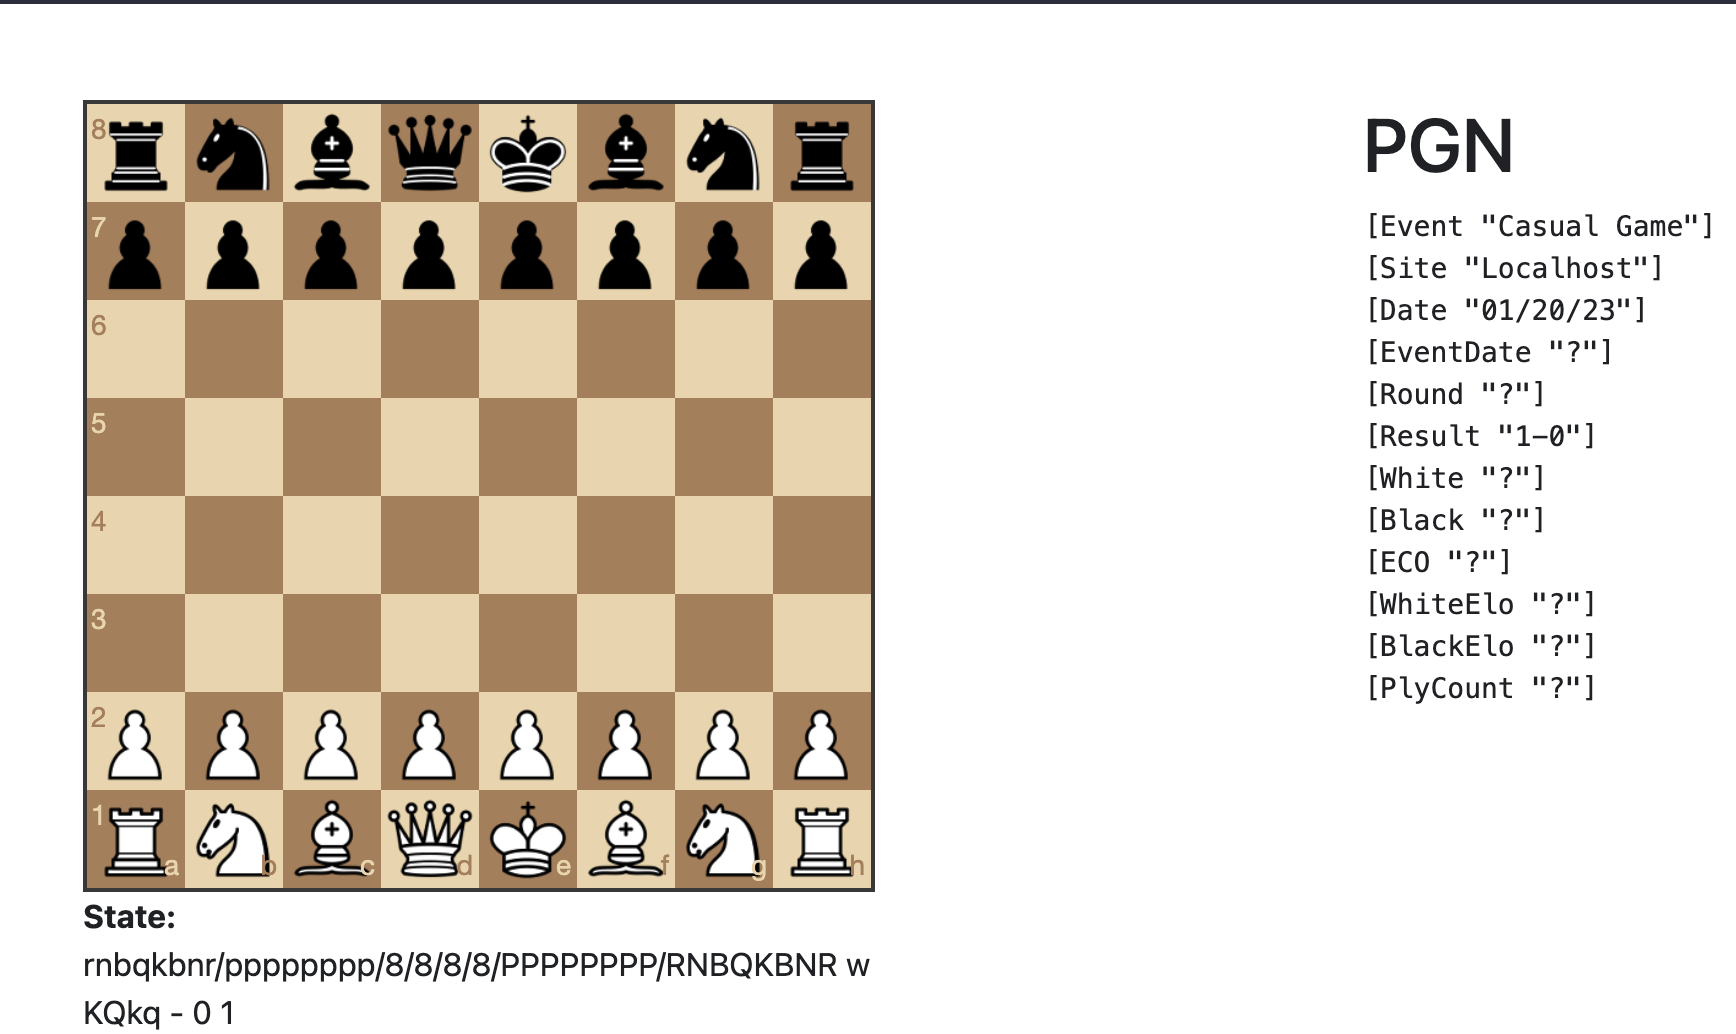 8
7
6
5
4
3
2
1
a b c d e f g h
State:
rnbqkbnr/pppppppp/8/8/8/8/PPPPPPPP/RNBQKBNR w
KQkq - 0 1
PGN
[Event "Casual Game"]
[Site "Localhost"]
[Date "01/20/23"]
[EventDate "?"]
[Round "?"]
[Result "1-0"]
[White "?"]
[Black "?"]
[ECO "?"]
[WhiteElo "?"]
[BlackElo "?"]
[PlyCount "?"]